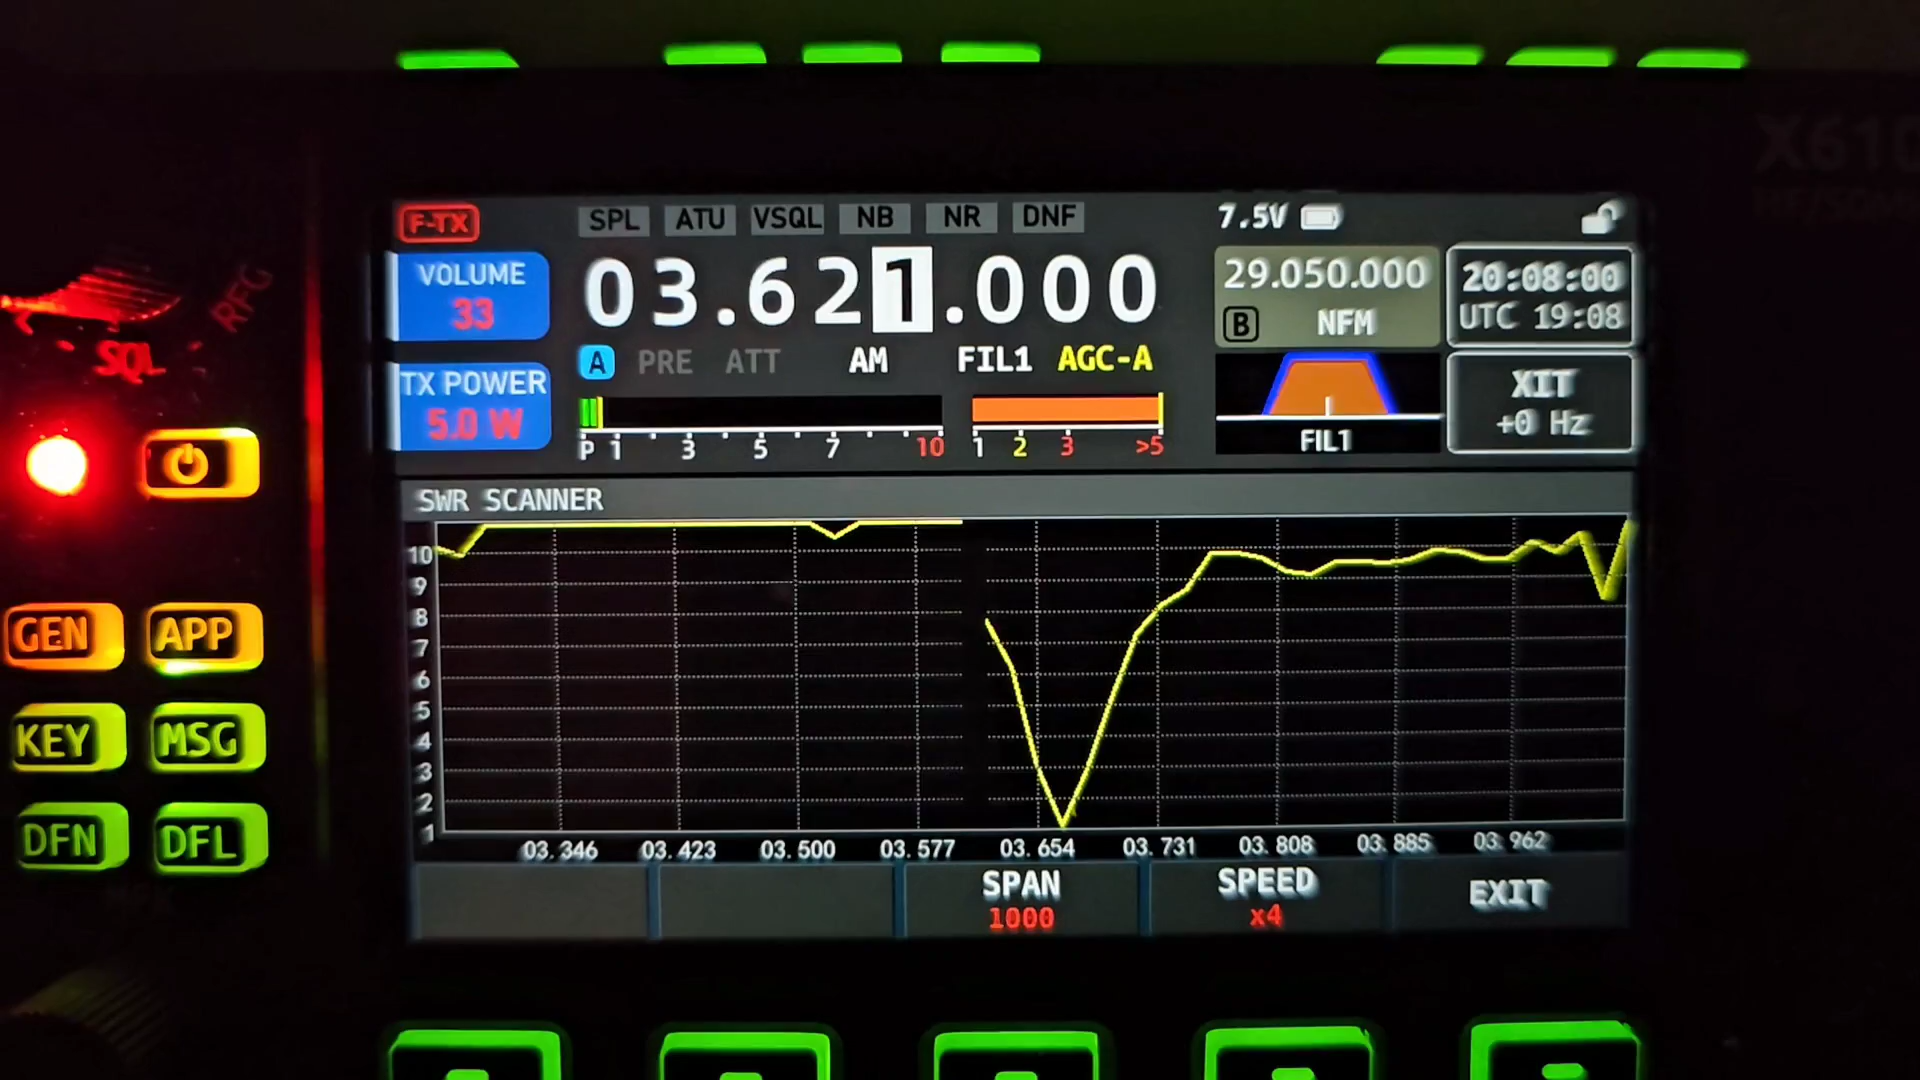 X610
F-TX
SPL ATU VSQL NB NR DNF
7.5V
VOLUME
33
03.621.000
29.050.000
B NFM
20:08:00
UTC 19:08
RFG
SQL
A PRE ATT AM FIL1 AGC-A
TX POWER
5.0 W
P 1 3 5 7 10
1 2 3 >5
FIL1
XIT
+0 Hz
SWR SCANNER
10
9
8
7
6
5
4
3
2
1
03.346 03.423 03.500 03.577 03.654 03.731 03.808 03.885 03.962
SPAN
1000
SPEED
x4
EXIT
GEN APP
KEY MSG
DFN DFL